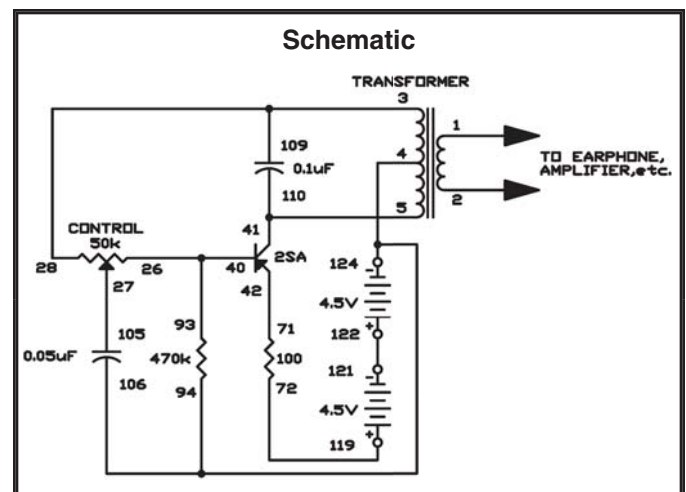 Schematic
TRANSFORMER
3
109
0.1uF
110
4
5
1
2
TO EARPHONE,
AMPLIFIER,etc.
CONTROL
50k
28
26
27
41
40
2SA
42
124
-
4.5V
+
122
121
-
4.5V
+
119
105
0.05uF
106
93
470k
94
71
100
72